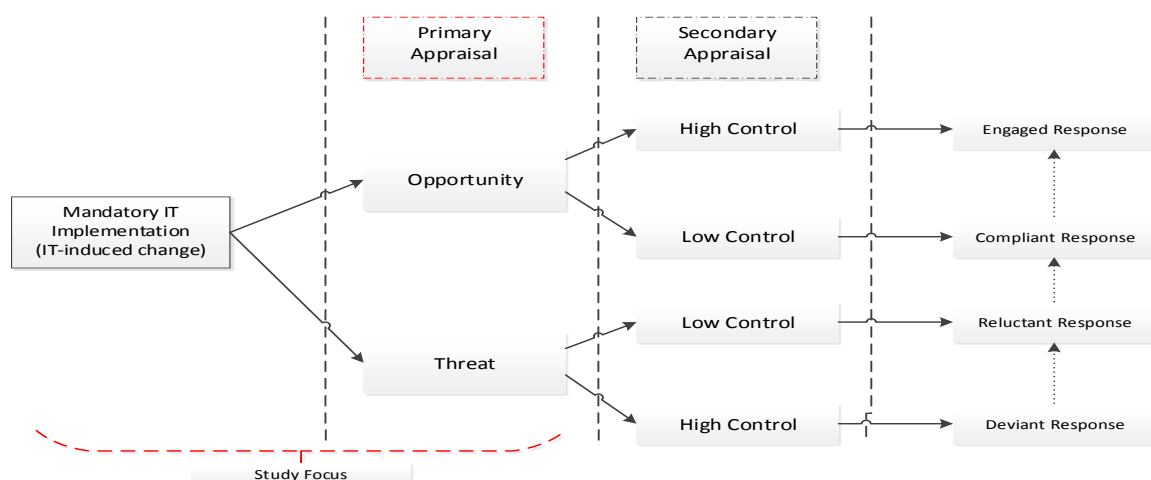 Primary
Appraisal
Secondary
Appraisal
High Control
Engaged Response
Opportunity
Mandatory IT
Implementation
(IT-induced change)
Low Control
Compliant Response
Low Control
Reluctant Response
Threat
High Control
Deviant Response
Study Focus